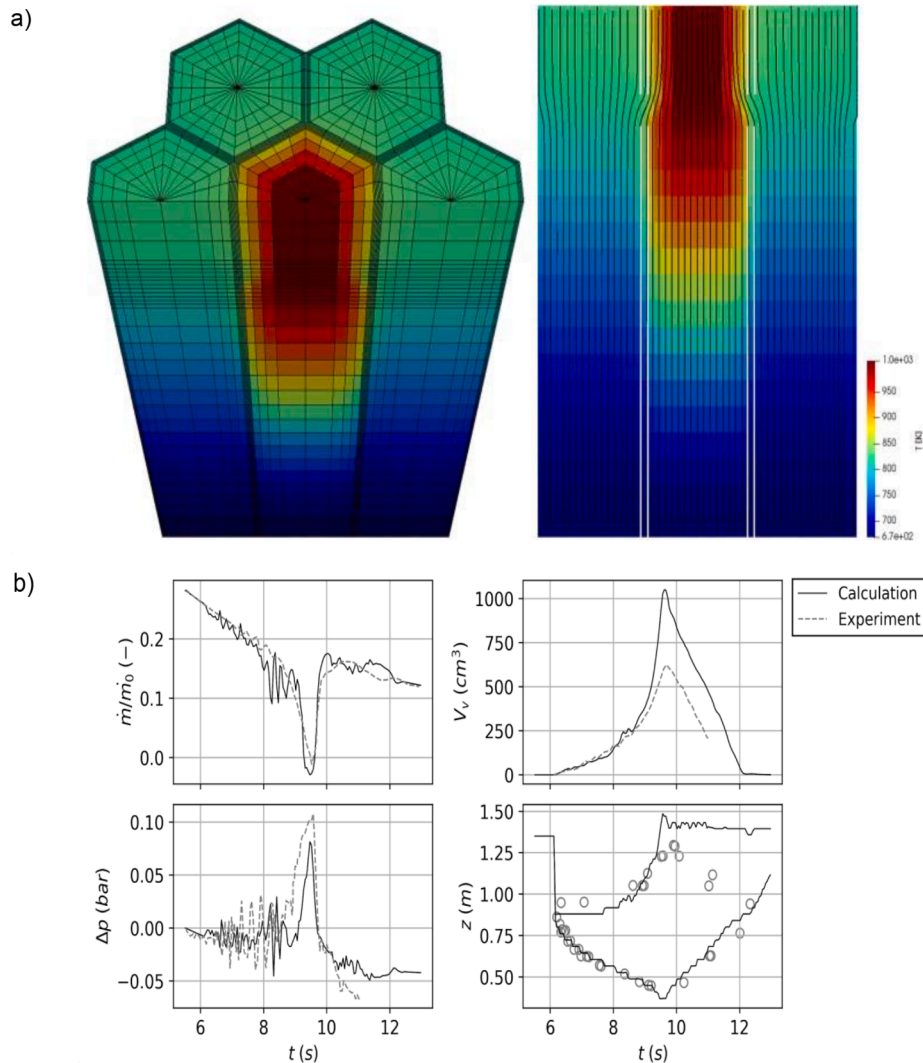 a)
1.0e+03
950
900
850
800
750
700
6.7e+02
T [K]
b)
ṁ/ṁ₀ (−)
0.2
0.1
0.0
V_v (cm³)
1000
750
500
250
0
Calculation
Experiment
Δp (bar)
0.10
0.05
0.00
−0.05
6 8 10 12
t (s)
z (m)
1.50
1.25
1.00
0.75
0.50
6 8 10 12
t (s)